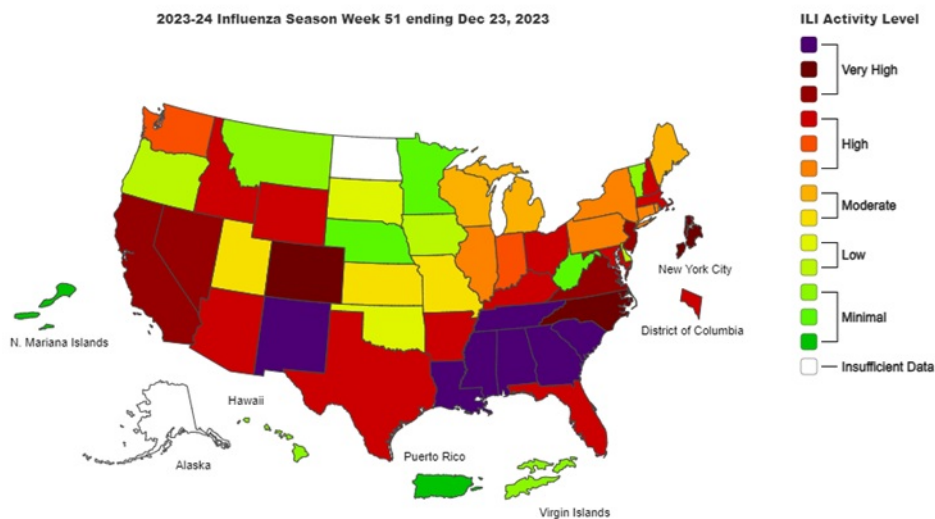 2023-24 Influenza Season Week 51 ending Dec 23, 2023
ILI Activity Level
Very High
High
Moderate
Low
Minimal
Insufficient Data
New York City
District of Columbia
N. Mariana Islands
Hawaii
Alaska
Puerto Rico
Virgin Islands